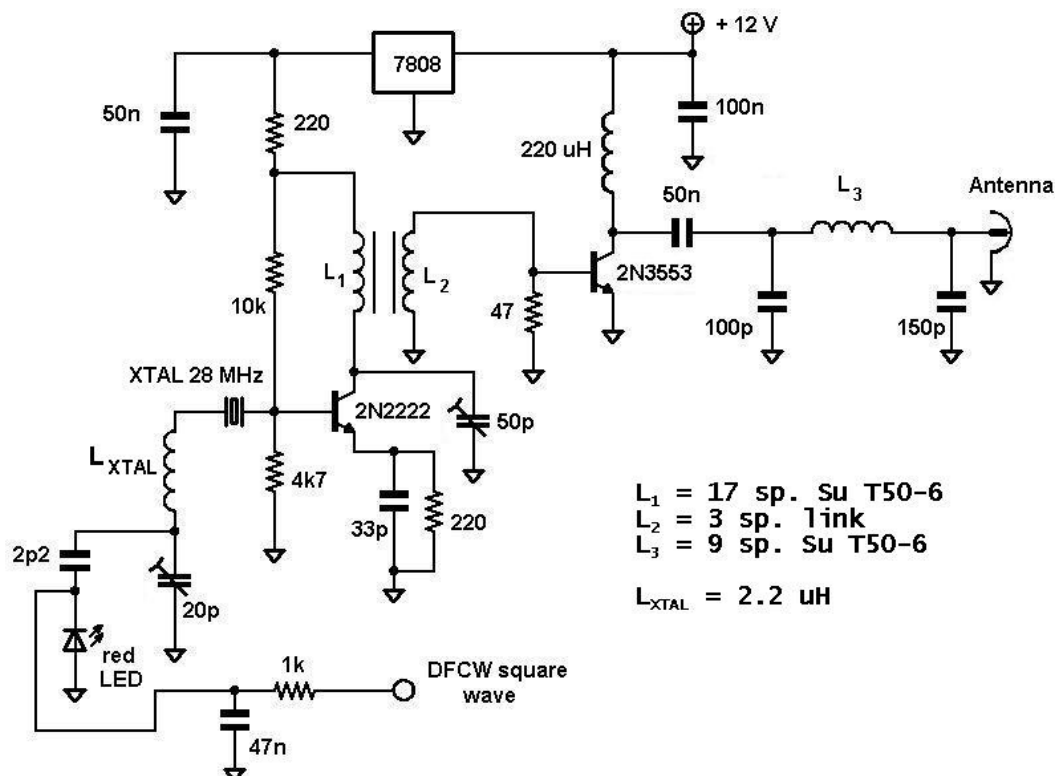 + 12 V
7808
50n
220
100n
220 uH
50n
L3
Antenna
L1
L2
2N3553
10k
47
100p
150p
XTAL 28 MHz
2N2222
50p
LXTAL
4k7
33p
220
2p2
20p
red
LED
1k
DFCW square
wave
47n
L1 = 17 sp. Su T50-6
L2 = 3 sp. link
L3 = 9 sp. Su T50-6
LXTAL = 2.2 uH